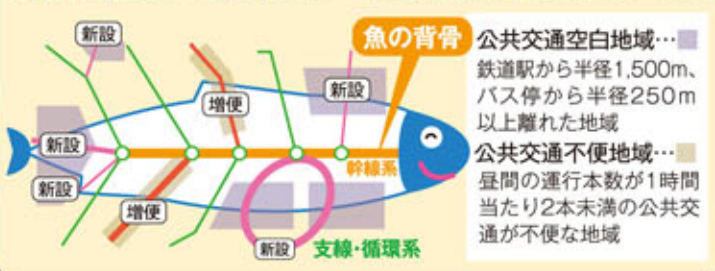 新設
魚の背骨
増便
新設
新設
幹線系
新設
増便
新設
支線・循環系
公共交通空白地域…
鉄道駅から半径1,500m、
バス停から半径250m
以上離れた地域
公共交通不便地域…
昼間の運行本数が1時間
当たり2本未満の公共交
通が不便な地域